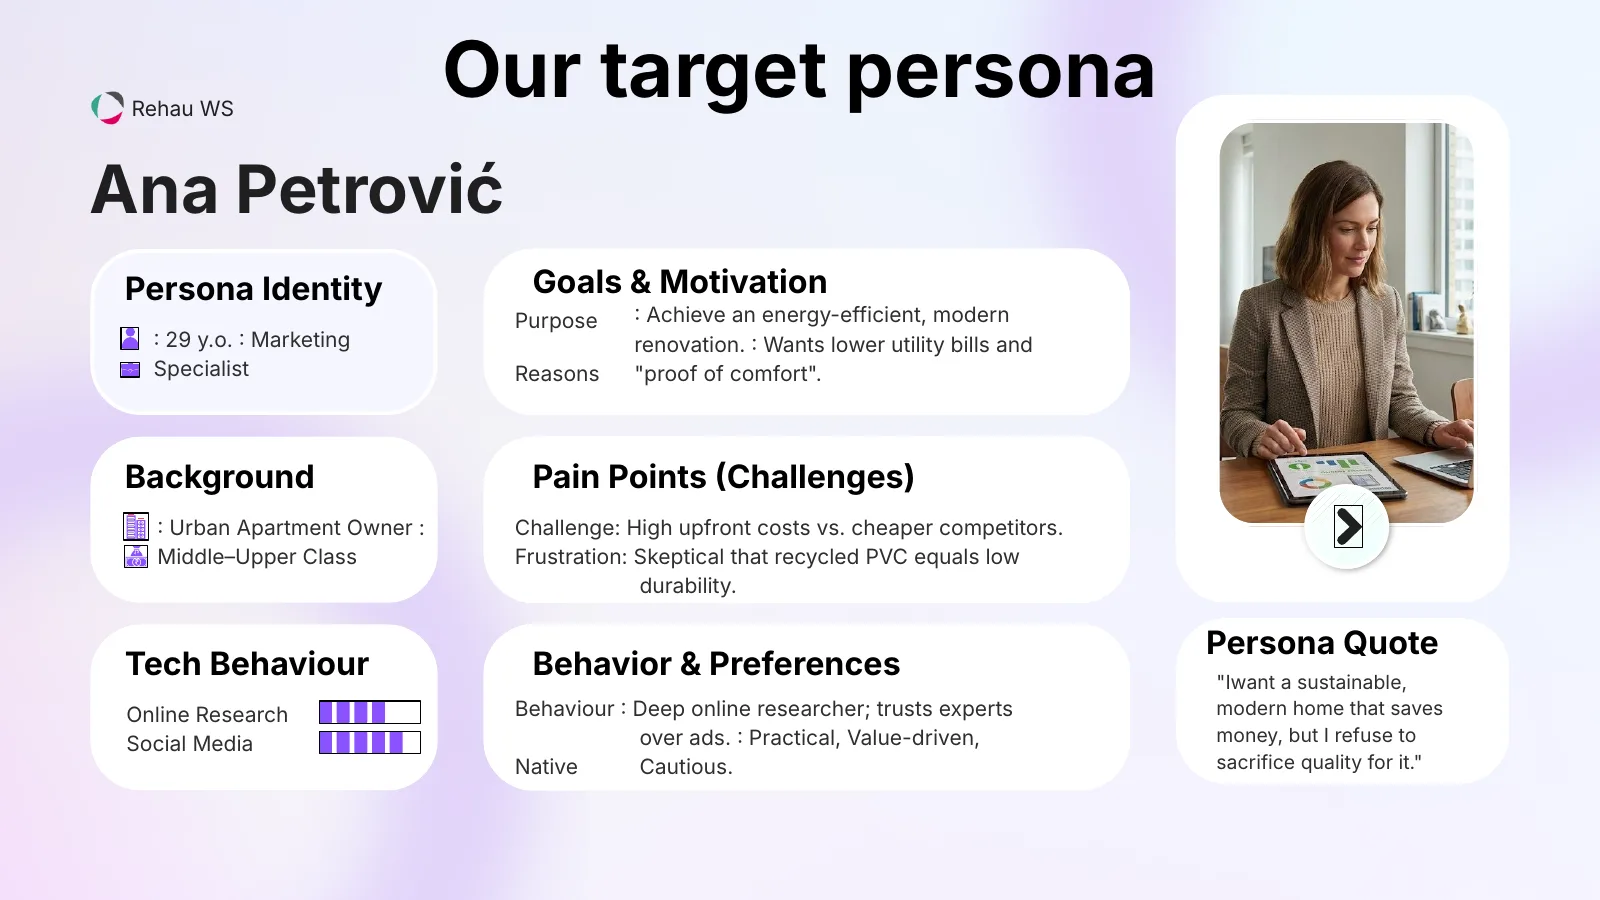 Our target persona
Rehau WS
Ana Petrović
Persona Identity
: 29 y.o. : Marketing
Specialist
Background
: Urban Apartment Owner :
Middle–Upper Class
Tech Behaviour
Online Research
Social Media
Goals & Motivation
Purpose : Achieve an energy-efficient, modern
renovation. : Wants lower utility bills and
Reasons "proof of comfort".
Pain Points (Challenges)
Challenge: High upfront costs vs. cheaper competitors.
Frustration: Skeptical that recycled PVC equals low
durability.
Behavior & Preferences
Behaviour : Deep online researcher; trusts experts
over ads. : Practical, Value-driven,
Native Cautious.
Persona Quote
"Iwant a sustainable,
modern home that saves
money, but I refuse to
sacrifice quality for it."